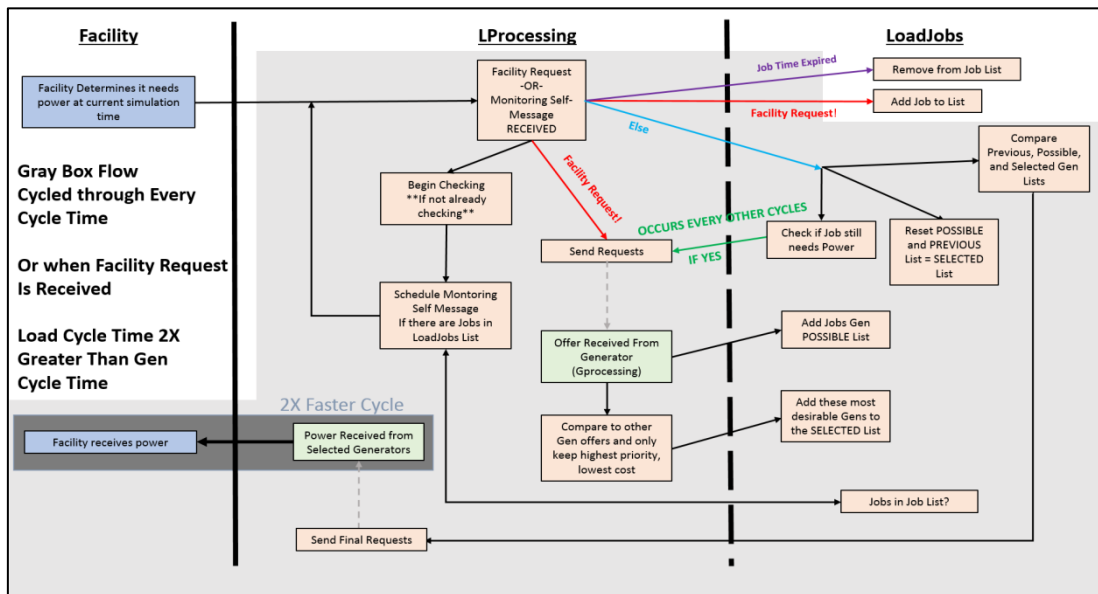 Facility
LProcessing
LoadJobs
Facility Determines it needs
power at current simulation
time
Facility Request
-OR-
Monitoring Self-
Message
RECEIVED
Job Time Expired
Remove from Job List
Facility Request!
Add Job to List
Else
Compare
Previous, Possible,
and Selected Gen
Lists
Gray Box Flow
Cycled through Every
Cycle Time
Or when Facility Request
Is Received
Load Cycle Time 2X
Greater Than Gen
Cycle Time
Begin Checking
**If not already
checking**
Facility Request!
OCCURS EVERY OTHER CYCLES
IF YES
Check if Job still
needs Power
Reset POSSIBLE
and PREVIOUS
List = SELECTED
List
Send Requests
Schedule Montoring
Self Message
If there are Jobs in
LoadJobs List
Offer Received From
Generator
(Gprocessing)
Add Jobs Gen
POSSIBLE List
2X Faster Cycle
Facility receives power
Power Received from
Selected Generators
Compare to other
Gen offers and only
keep highest priority,
lowest cost
Add these most
desirable Gens to
the SELECTED List
Jobs in Job List?
Send Final Requests